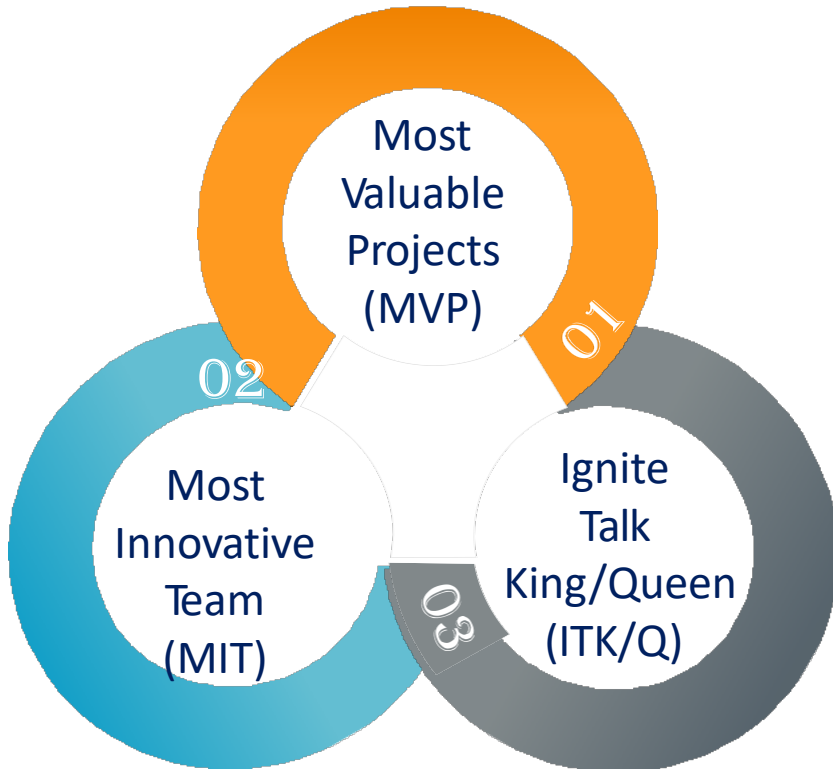 Most
Valuable
Projects
(MVP)
01
02
Most
Innovative
Team
(MIT)
Ignite
Talk
King/Queen
(ITK/Q)
03